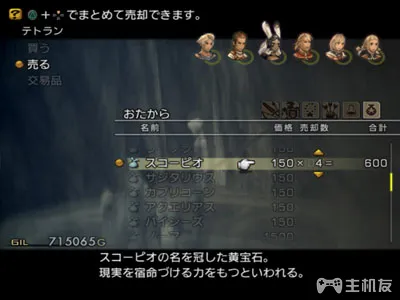 +でまとめて売却できます。
テトラン
買う
売る
交易品
おたから
名前 価格 売却数 合計
スコーピオ 150× 4= 600
サジタリアス 150
カプリコーン 150
アクエリアス 150
パイシーズ 150
1500
GIL 715065G
スコーピオの名を冠した黄宝石。
現実を宿命づける力をもつといわれる。
主机友